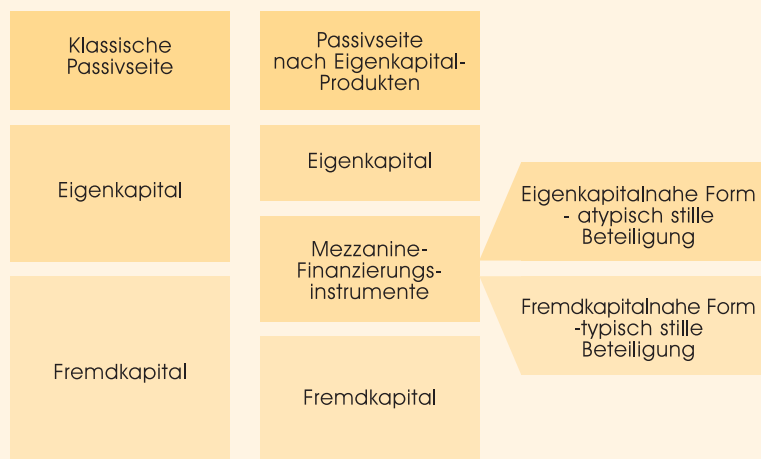 Klassische
Passivseite
Passivseite
nach Eigenkapital-
Produkten
Eigenkapital
Fremdkapital
Eigenkapital
Mezzanine-
Finanzierungs-
instrumente
Fremdkapital
Eigenkapitalnahe Form
- atypisch stille
Beteiligung
Fremdkapitalnahe Form
-typisch stille
Beteiligung